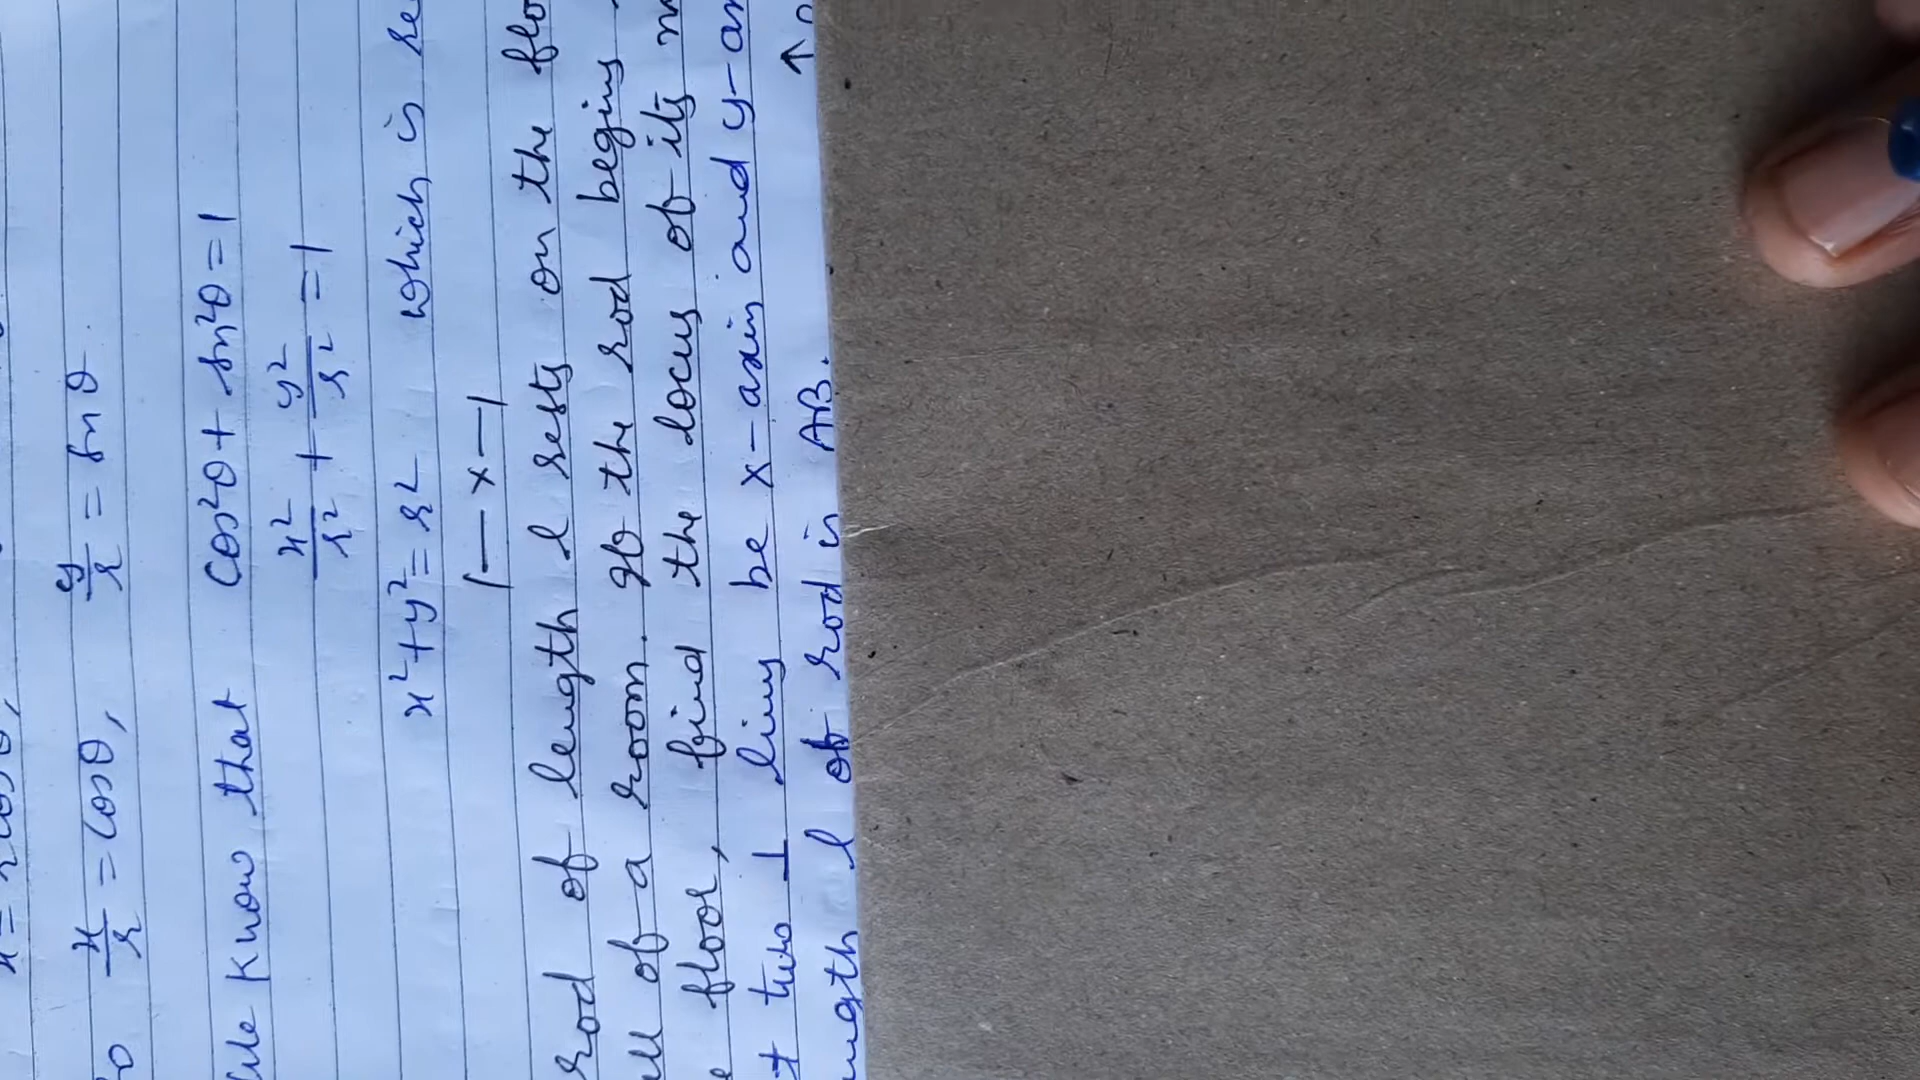 x = r cosθ,
So x/r = cosθ, y/r = sinθ.
We know that cos²θ + sin²θ = 1
x²/r² + y²/r² = 1
x² + y² = r² which is
|— x —|
rod of length l rests on the
of a room. If the rod begins
floor, find the locus of its
two ⊥ lines be x-axis and y-
l of rod is AB.